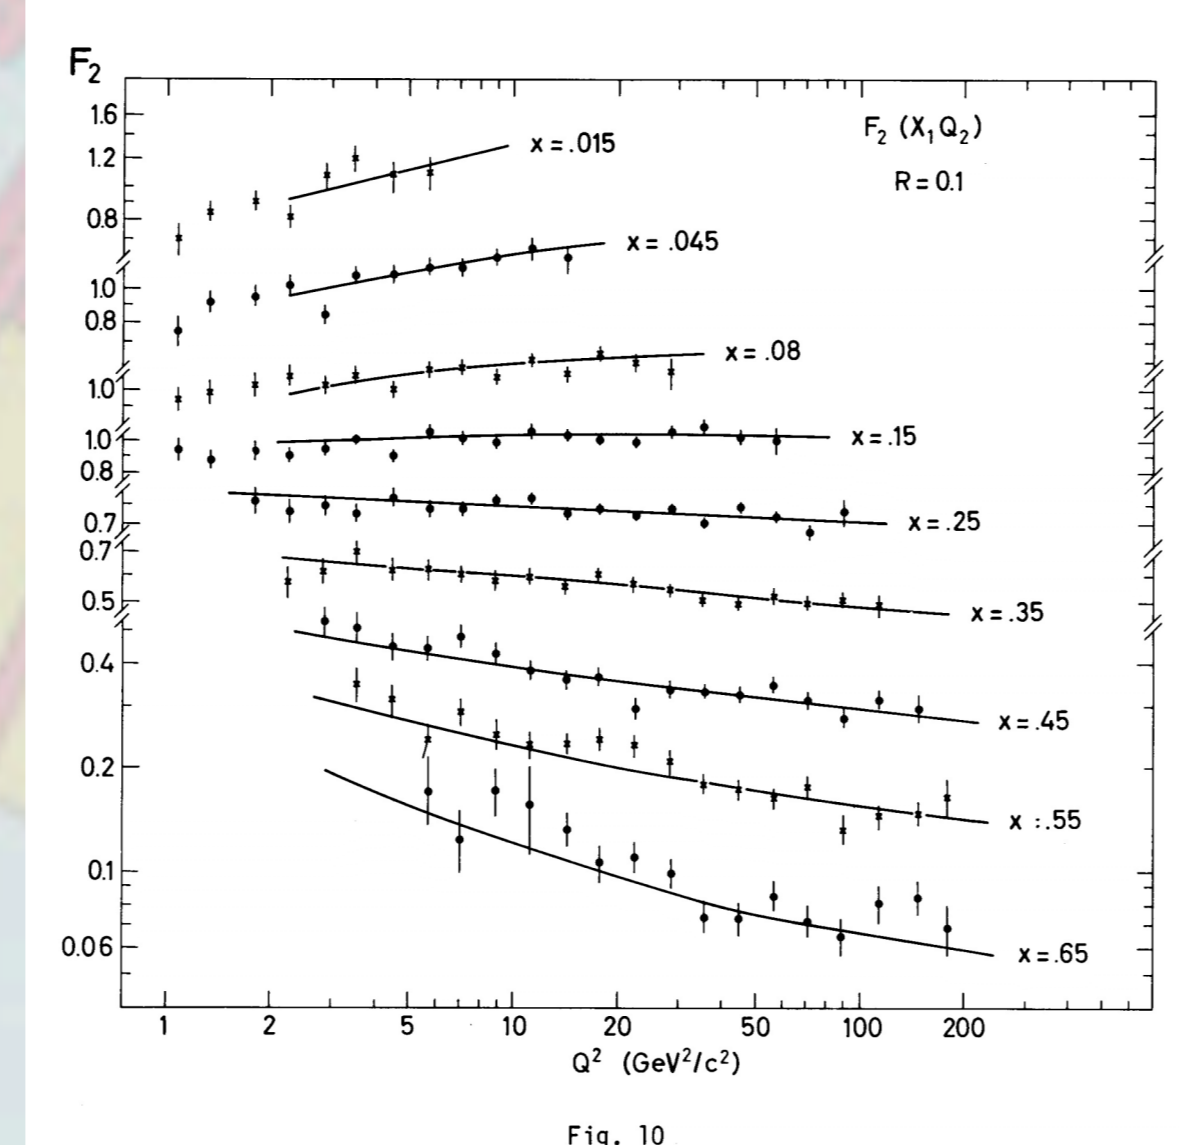 F₂
F₂ (X₁Q₂)
R = 0.1
1.6
1.2
0.8
1.0
0.8
1.0
1.0
0.8
0.7
0.7
0.5
0.4
0.2
0.1
0.06
x = .015
x = .045
x = .08
x = .15
x = .25
x = .35
x = .45
x : .55
x = .65
1 2 5 10 20 50 100 200
Q² (GeV²/c²)
Fig. 10